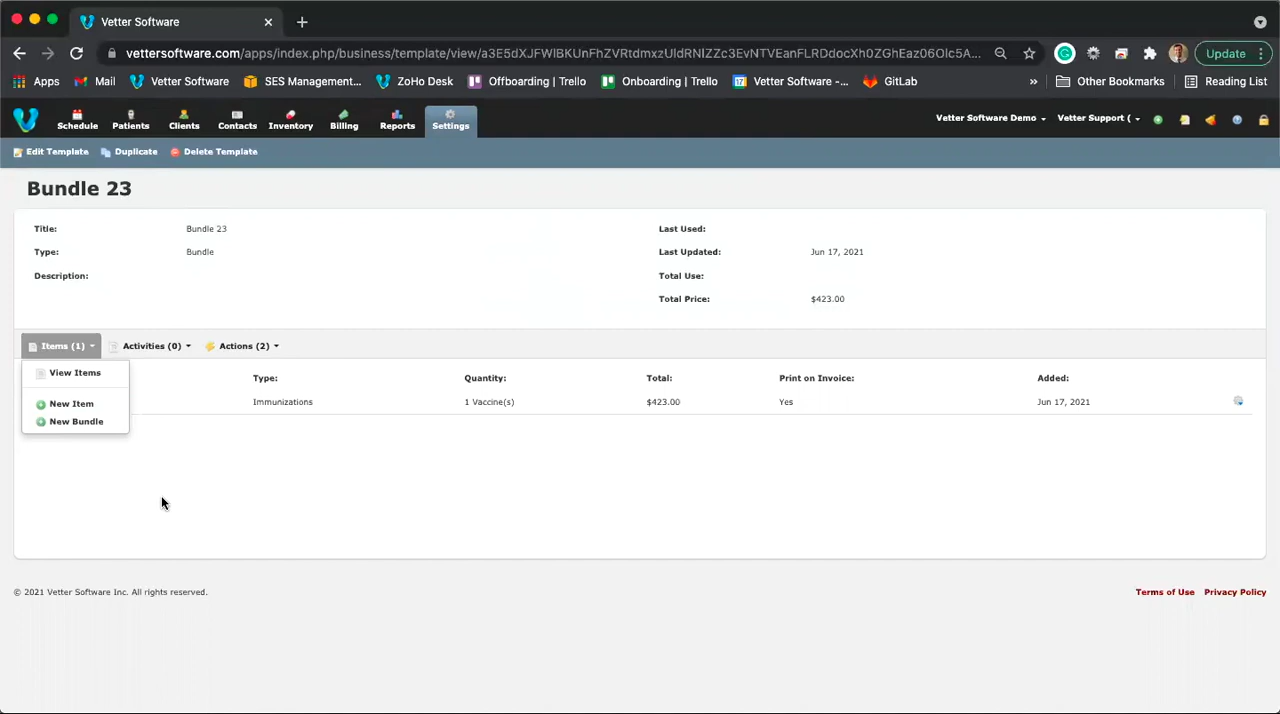 Vetter Software
vettersoftware.com/apps/index.php/business/template/view/a3E5dXJFWlBKUnFhZVRtdmxzUldRNlZZc3EvNTVEanFLRDdocXh0ZGhEaz06Olc5A...
Update
Apps
Mail
Vetter Software
SES Management...
ZoHo Desk
Offboarding | Trello
Onboarding | Trello
Vetter Software -...
GitLab
»
Other Bookmarks
Reading List
Schedule
Patients
Clients
Contacts
Inventory
Billing
Reports
Settings
Vetter Software Demo
Vetter Support (
Edit Template
Duplicate
Delete Template
Bundle 23
Title: Bundle 23
Type: Bundle
Description:
Last Used:
Last Updated: Jun 17, 2021
Total Use:
Total Price: $423.00
Items (1)
Activities (0)
Actions (2)
View Items
New Item
New Bundle
Type: Quantity: Total: Print on Invoice: Added:
Immunizations 1 Vaccine(s) $423.00 Yes Jun 17, 2021
© 2021 Vetter Software Inc. All rights reserved.
Terms of Use Privacy Policy